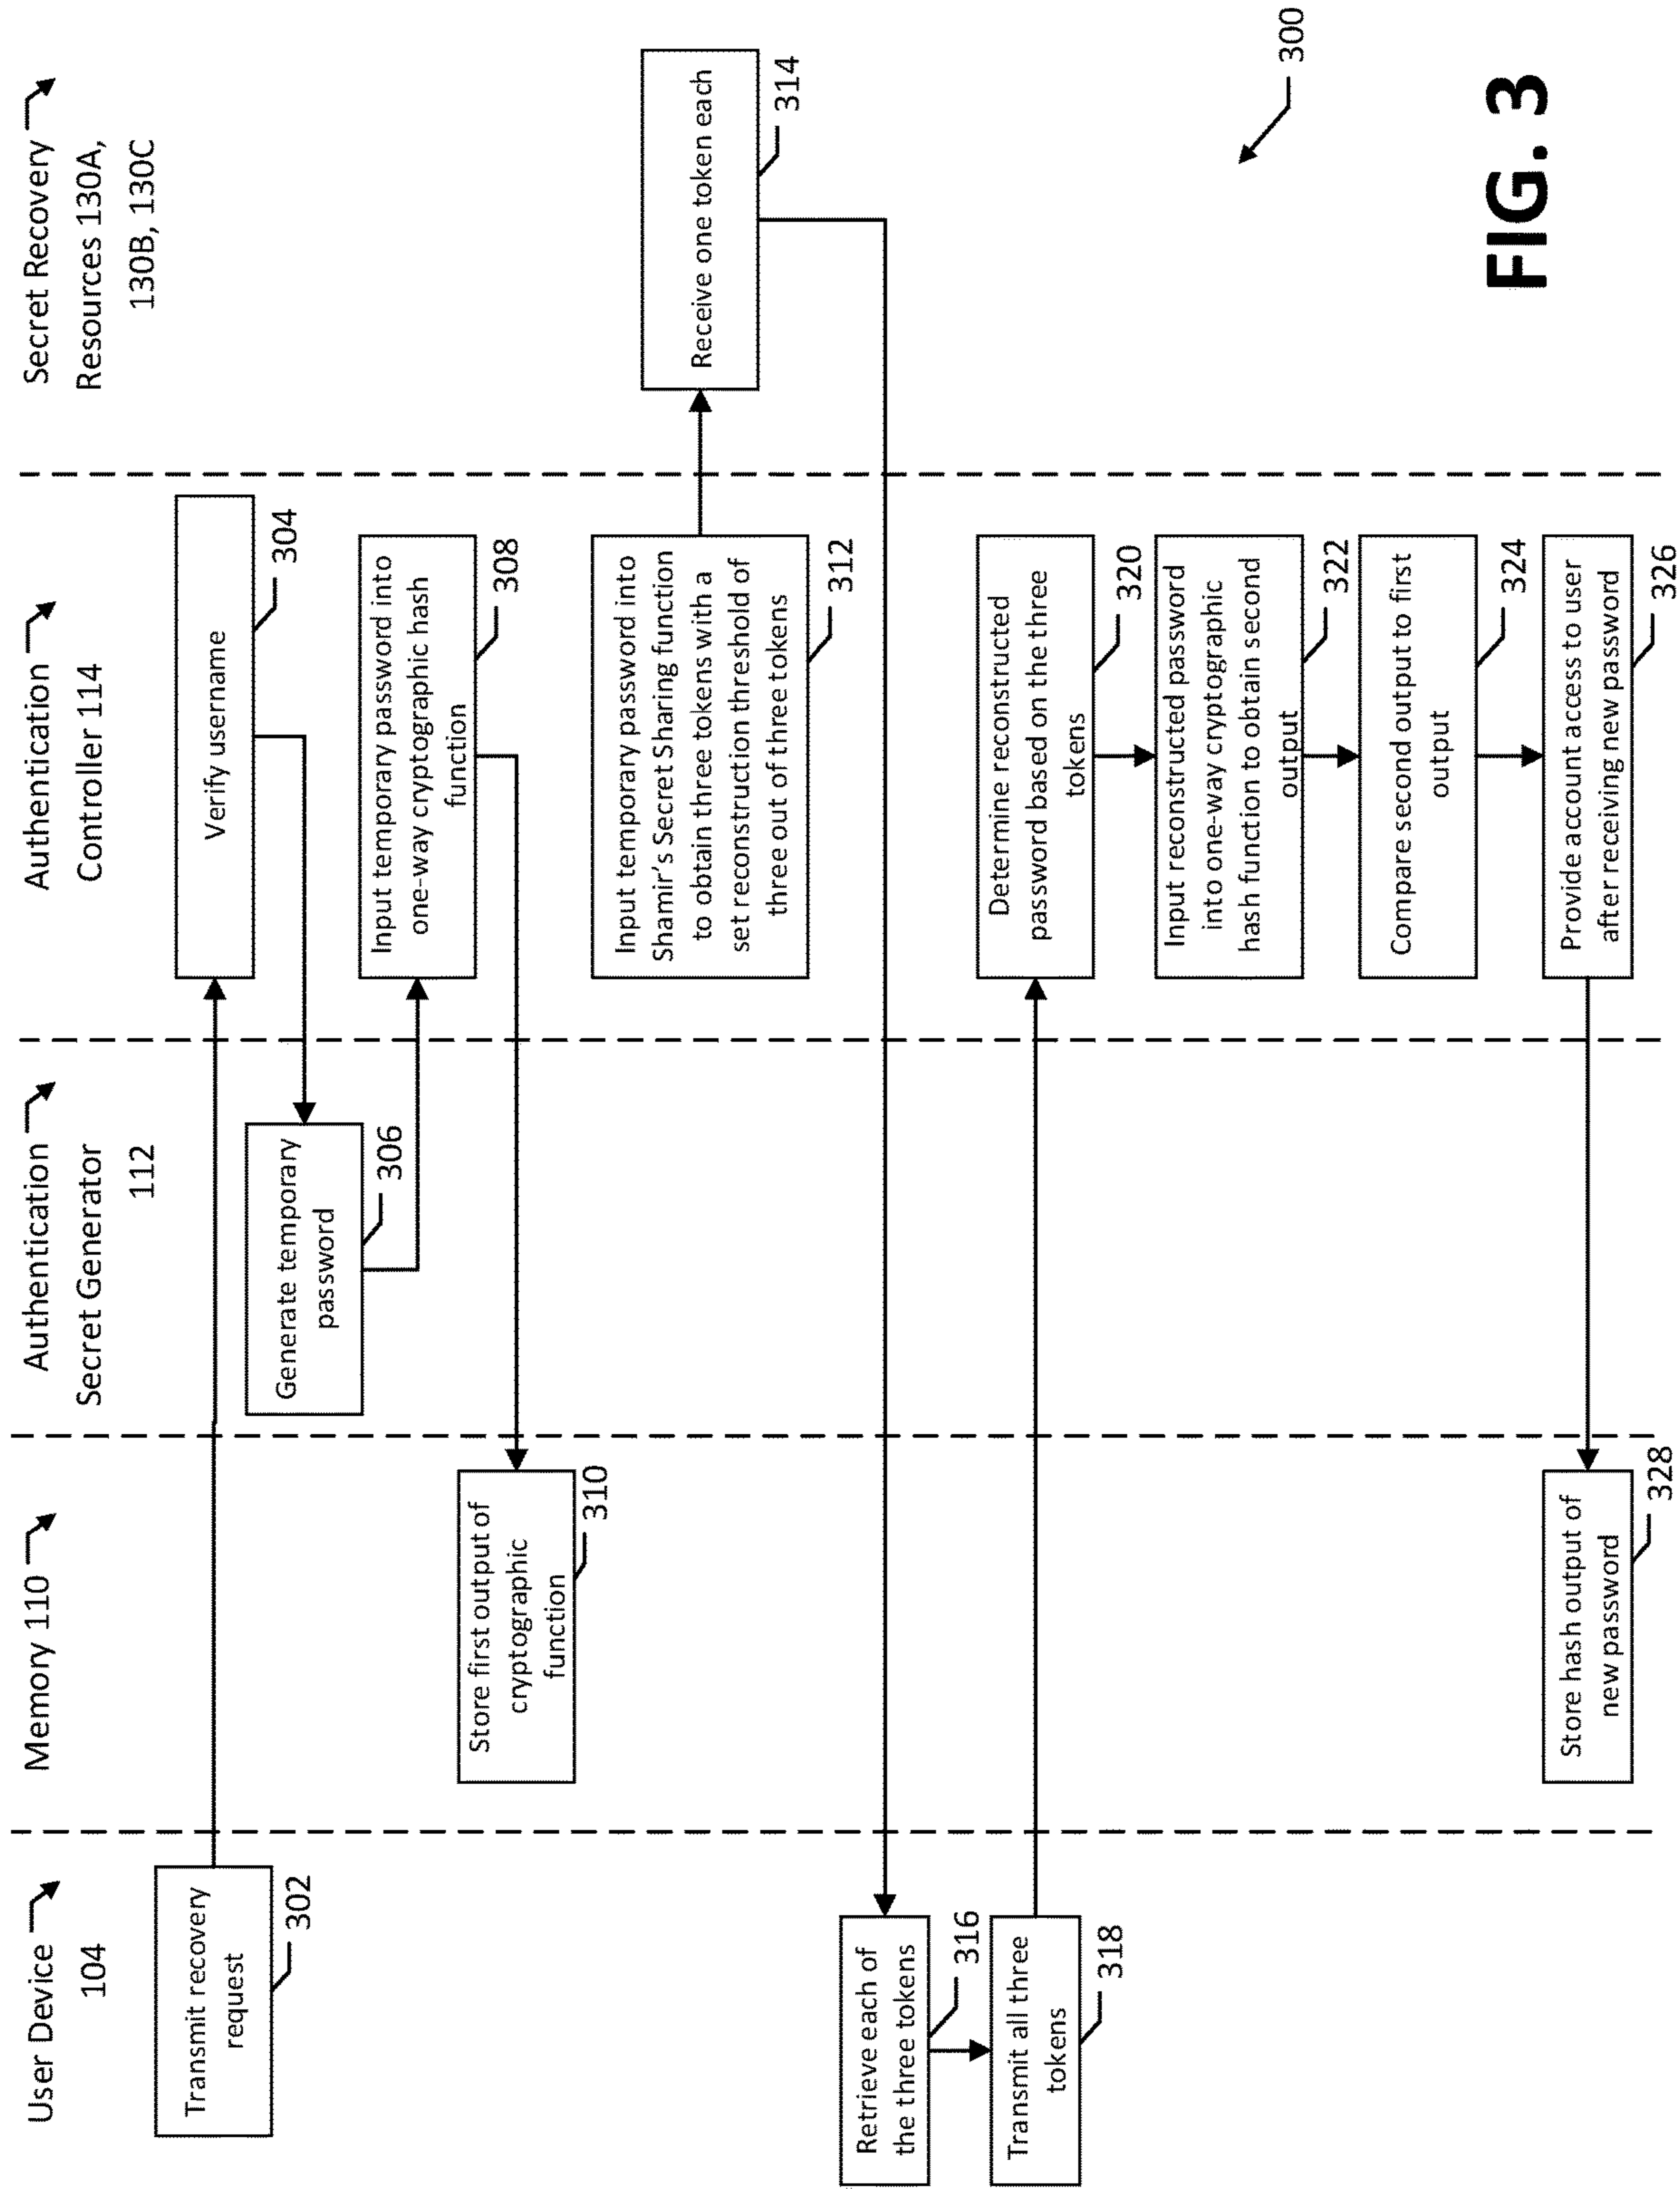 User Device
104
Memory 110
Authentication
Secret Generator
112
Authentication
Controller 114
Secret Recovery
Resources 130A,
130B, 130C
Transmit recovery
request
302
Verify username
304
Generate temporary
password
306
Input temporary password into
one-way cryptographic hash
function
308
Store first output of
cryptographic
function
310
Input temporary password into
Shamir's Secret Sharing function
to obtain three tokens with a
set reconstruction threshold of
three out of three tokens
312
Receive one token each
314
Retrieve each of
the three tokens
316
Transmit all three
tokens
318
Determine reconstructed
password based on the three
tokens
320
Input reconstructed password
into one-way cryptographic
hash function to obtain second
output
322
Compare second output to first
output
324
Provide account access to user
after receiving new password
326
Store hash output of
new password
328
300
FIG. 3